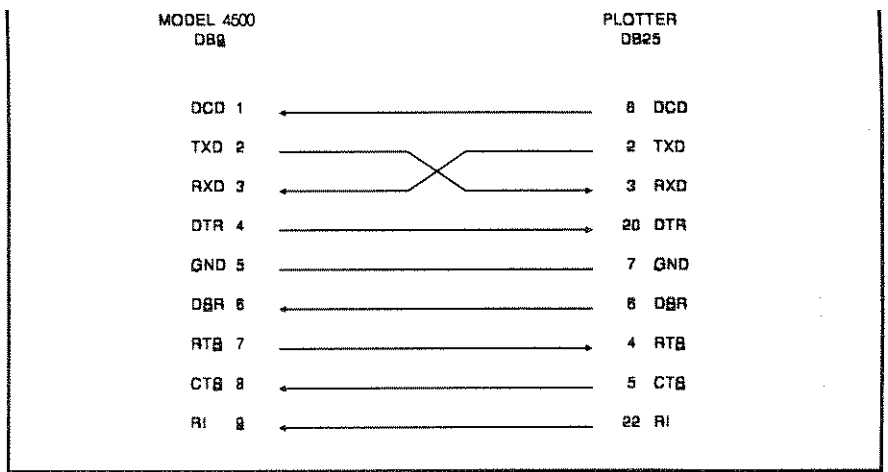 MODEL 4500 PLOTTER
DB9 DB25
DCD 1 8 DCD
TXD 2 2 TXD
RXD 3 3 RXD
DTR 4 20 DTR
GND 5 7 GND
DSR 6 6 DSR
RTS 7 4 RTS
CTS 8 5 CTS
RI 9 22 RI